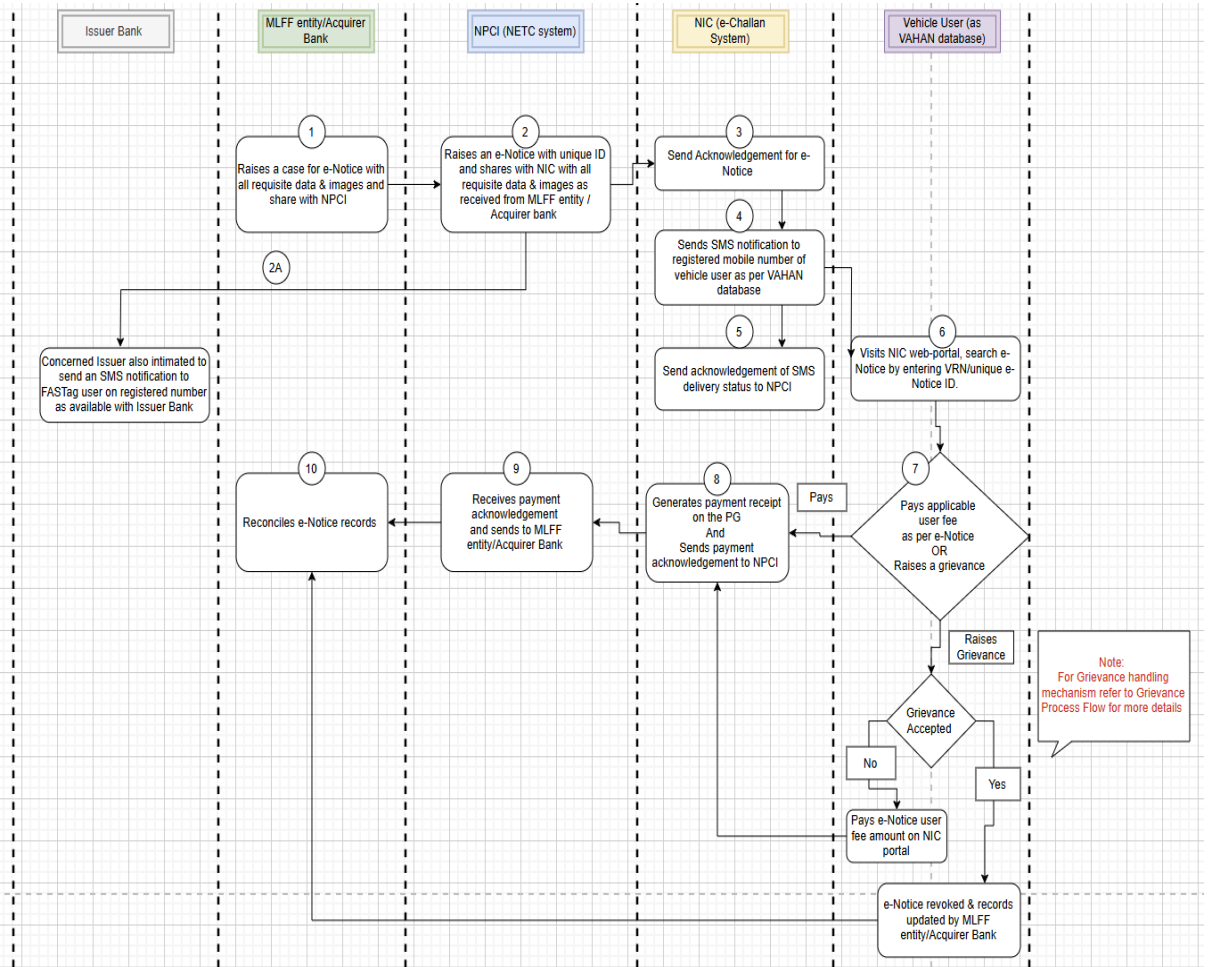 Issuer Bank
MLFF entity/Acquirer
Bank
NPCI (NETC system)
NIC (e-Challan
System)
Vehicle User (as
VAHAN database)
1
Raises a case for e-Notice with
all requisite data & images and
share with NPCI
2
Raises an e-Notice with unique ID
and shares with NIC with all
requisite data & images as
received from MLFF entity /
Acquirer bank
3
Send Acknowledgement for e-
Notice
4
Sends SMS notification to
registered mobile number of
vehicle user as per VAHAN
database
2A
Concerned Issuer also intimated to
send an SMS notification to
FASTag user on registered number
as available with Issuer Bank
5
Send acknowledgement of SMS
delivery status to NPCI
6
Visits NIC web-portal, search e-
Notice by entering VRN/unique e-
Notice ID.
7
Pays applicable
user fee
as per e-Notice
OR
Raises a grievance
Pays
8
Generates payment receipt
on the PG
And
Sends payment
acknowledgement to NPCI
9
Receives payment
acknowledgement
and sends to MLFF
entity/Acquirer Bank
10
Reconciles e-Notice records
Raises
Grievance
Note:
For Grievance handling
mechanism refer to Grievance
Process Flow for more details
Grievance
Accepted
No
Yes
Pays e-Notice user
fee amount on NIC
portal
e-Notice revoked & records
updated by MLFF
entity/Acquirer Bank